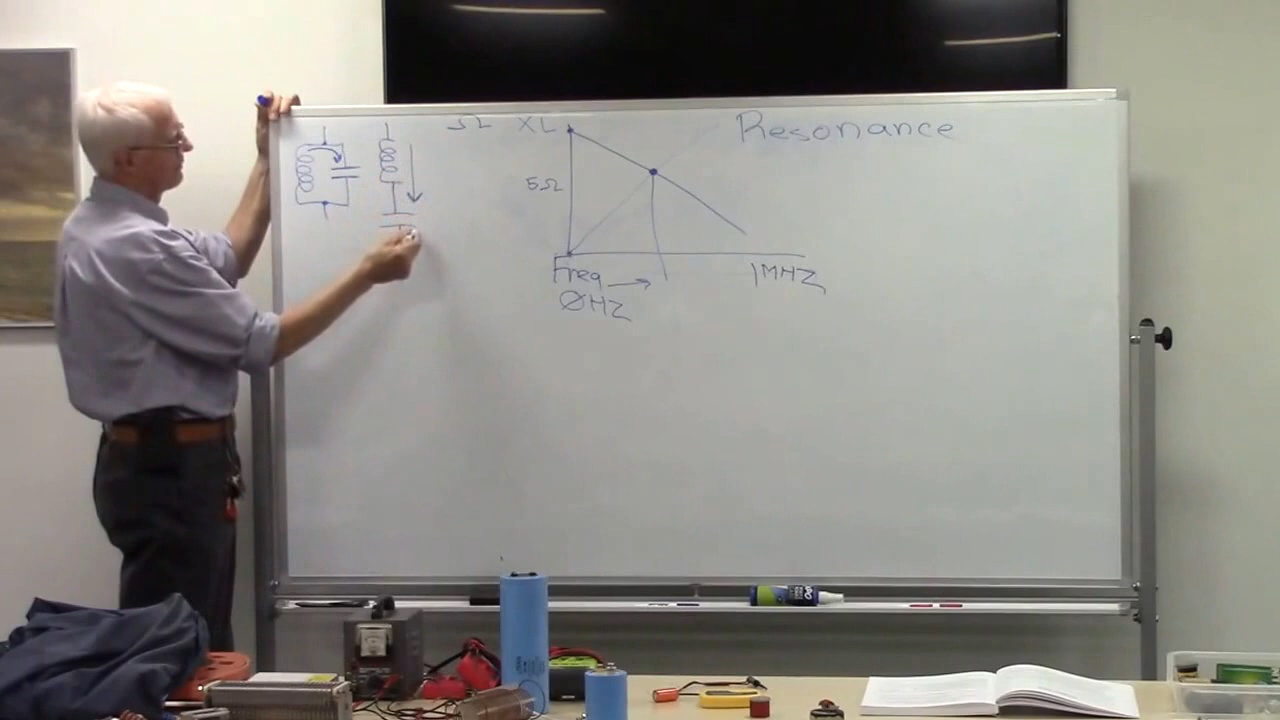 Ω XL Resonance
5Ω
Freq → 1MHZ
ØHZ